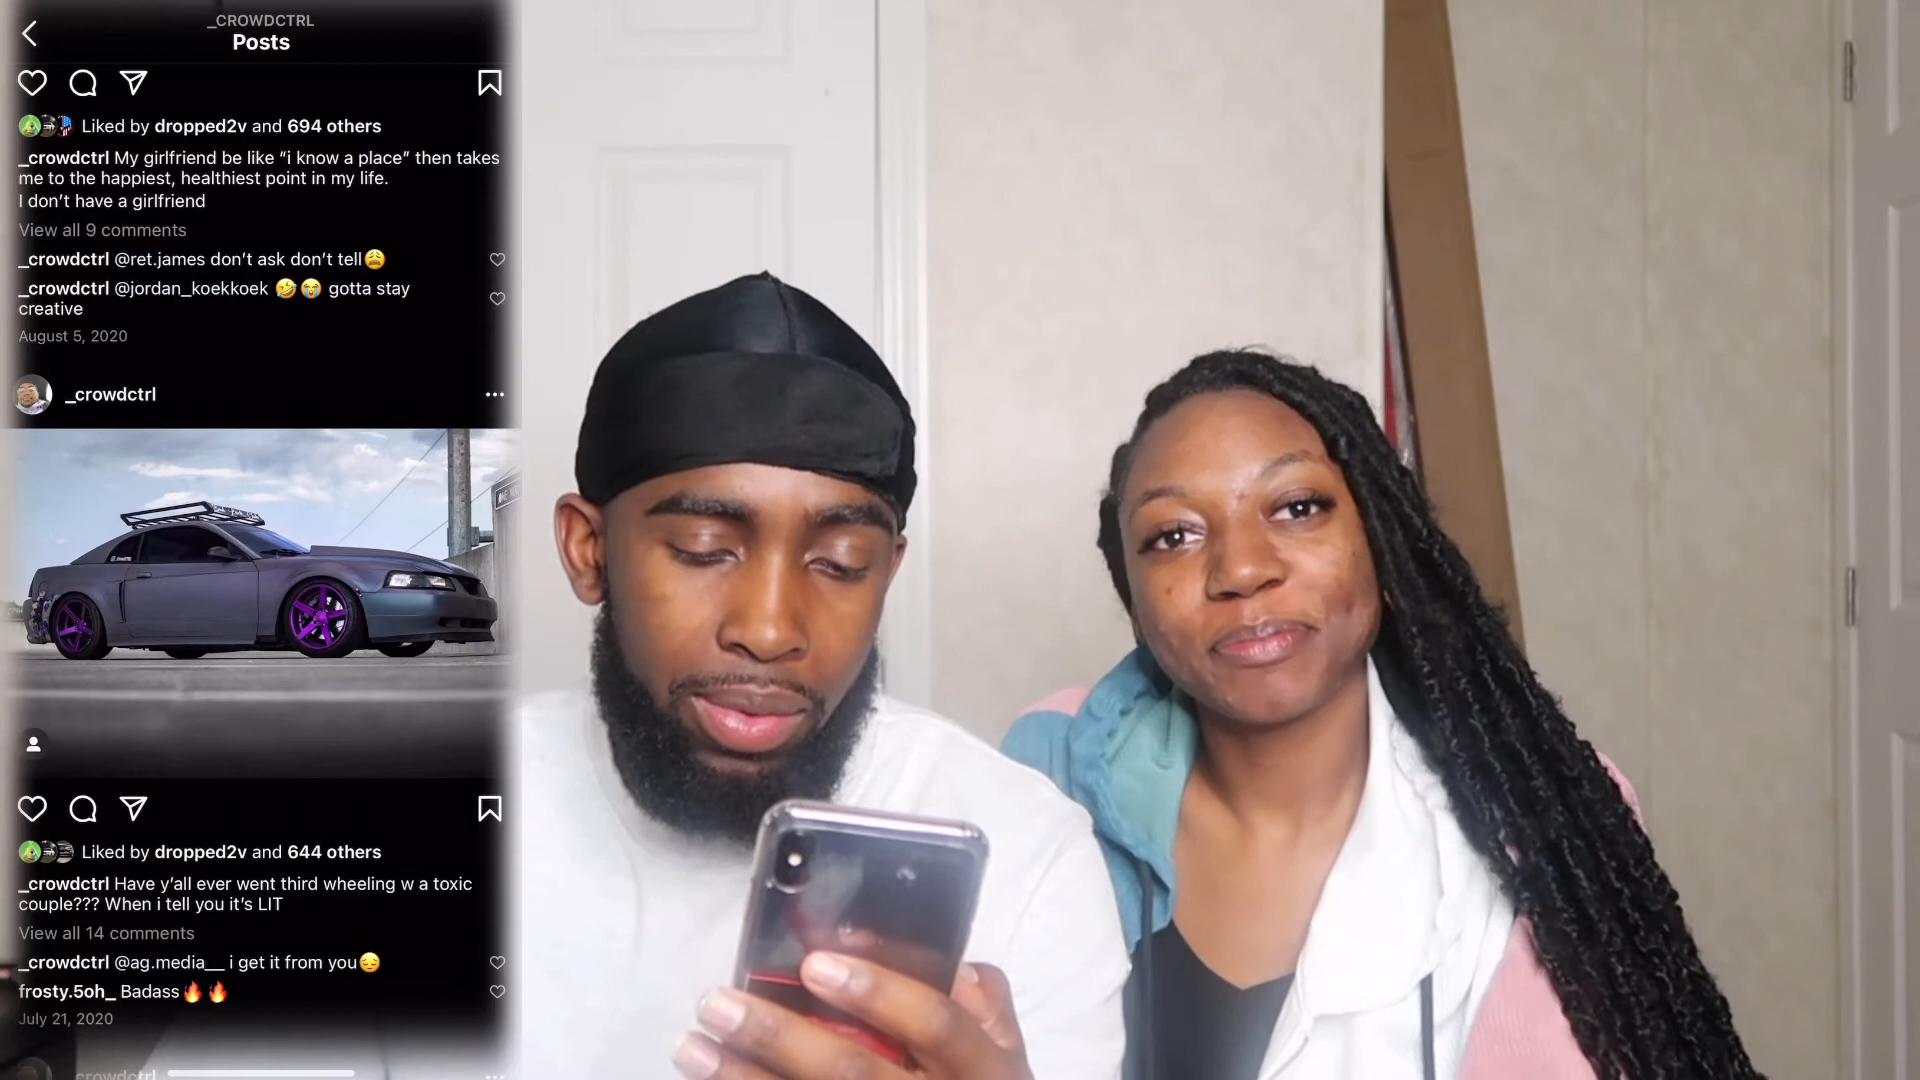 _CROWDCTRL
Posts
Liked by dropped2v and 694 others
_crowdctrl My girlfriend be like “i know a place” then takes
me to the happiest, healthiest point in my life.
I don’t have a girlfriend
View all 9 comments
_crowdctrl @ret.james don’t ask don’t tell😩
_crowdctrl @jordan_koekkoek 🤣😭 gotta stay
creative
August 5, 2020
_crowdctrl
Liked by dropped2v and 644 others
_crowdctrl Have y’all ever went third wheeling w a toxic
couple??? When i tell you it’s LIT
View all 14 comments
_crowdctrl @ag.media__ i get it from you😔
frosty.5oh_ Badass🔥🔥
July 21, 2020
crowdctrl